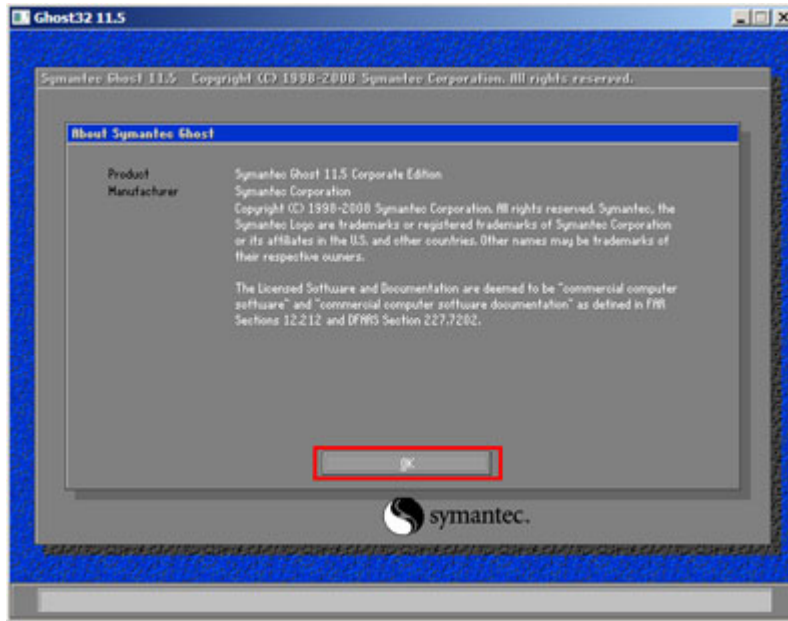 Ghost32 11.5
Symantec Ghost 11.5 Copyright (C) 1998-2008 Symantec Corporation. All rights reserved.
About Symantec Ghost
Product Symantec Ghost 11.5 Corporate Edition
Manufacturer Symantec Corporation
Copyright (C) 1998-2008 Symantec Corporation. All rights reserved. Symantec, the
Symantec Logo are trademarks or registered trademarks of Symantec Corporation
or its affiliates in the U.S. and other countries. Other names may be trademarks of
their respective owners.
The Licensed Software and Documentation are deemed to be "commercial computer
software" and "commercial computer software documentation" as defined in FAR
Sections 12.212 and DFARS Section 227.7202.
OK
symantec.